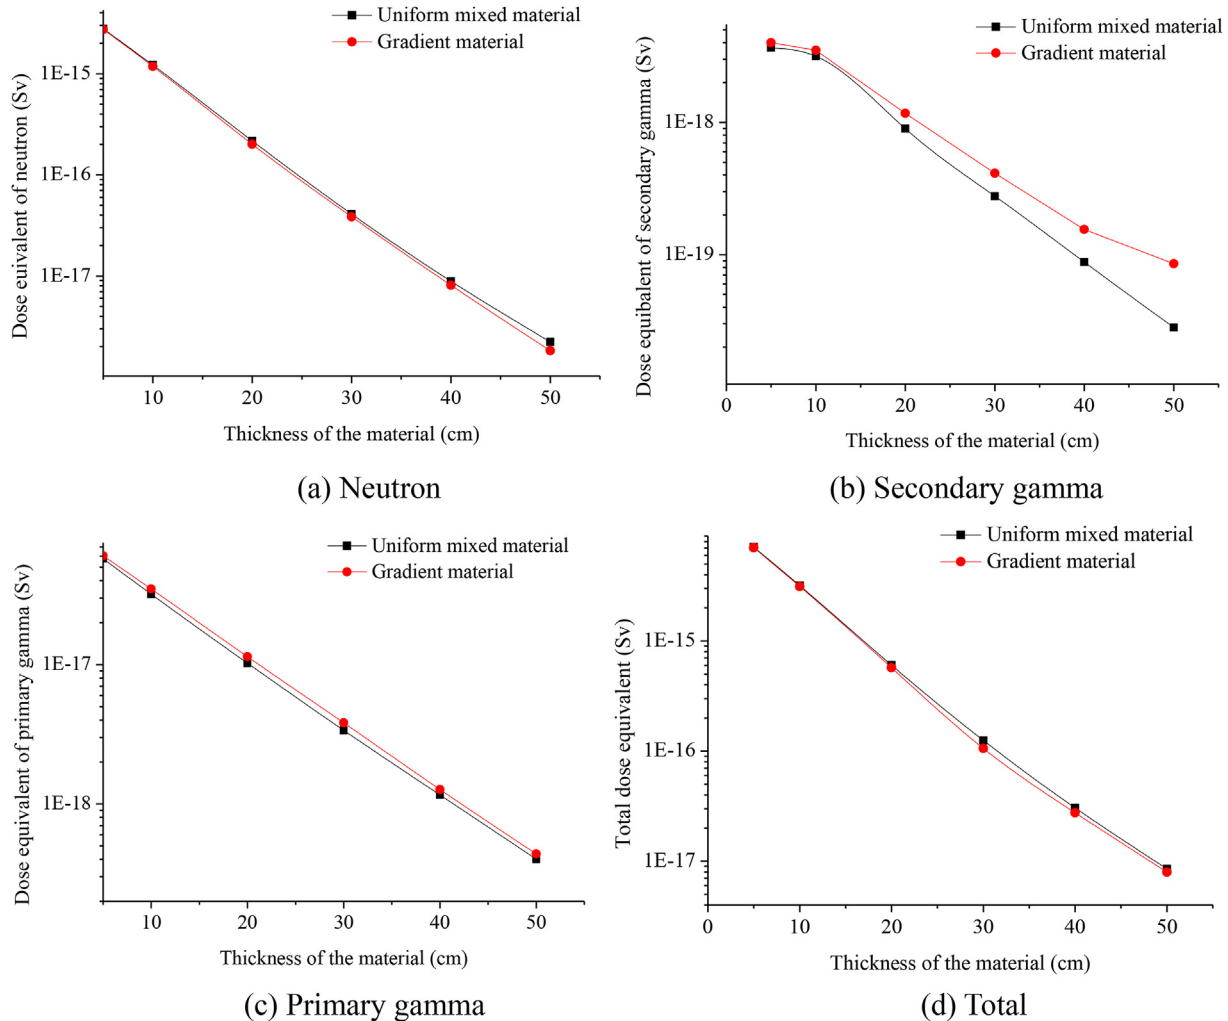 Uniform mixed material
Gradient material
Dose euivalent of neutron (Sv)
1E-15
1E-16
1E-17
10 20 30 40 50
Thickness of the material (cm)
(a) Neutron
Uniform mixed material
Gradient material
Dose equibalent of secondary gamma (Sv)
1E-18
1E-19
0 10 20 30 40 50
Thickness of the material (cm)
(b) Secondary gamma
Uniform mixed material
Gradient material
Dose equivalent of primary gamma (Sv)
1E-17
1E-18
10 20 30 40 50
Thickness of the material (cm)
(c) Primary gamma
Uniform mixed material
Gradient material
Total dose equivalent (Sv)
1E-15
1E-16
1E-17
0 10 20 30 40 50
Thickness of the material (cm)
(d) Total